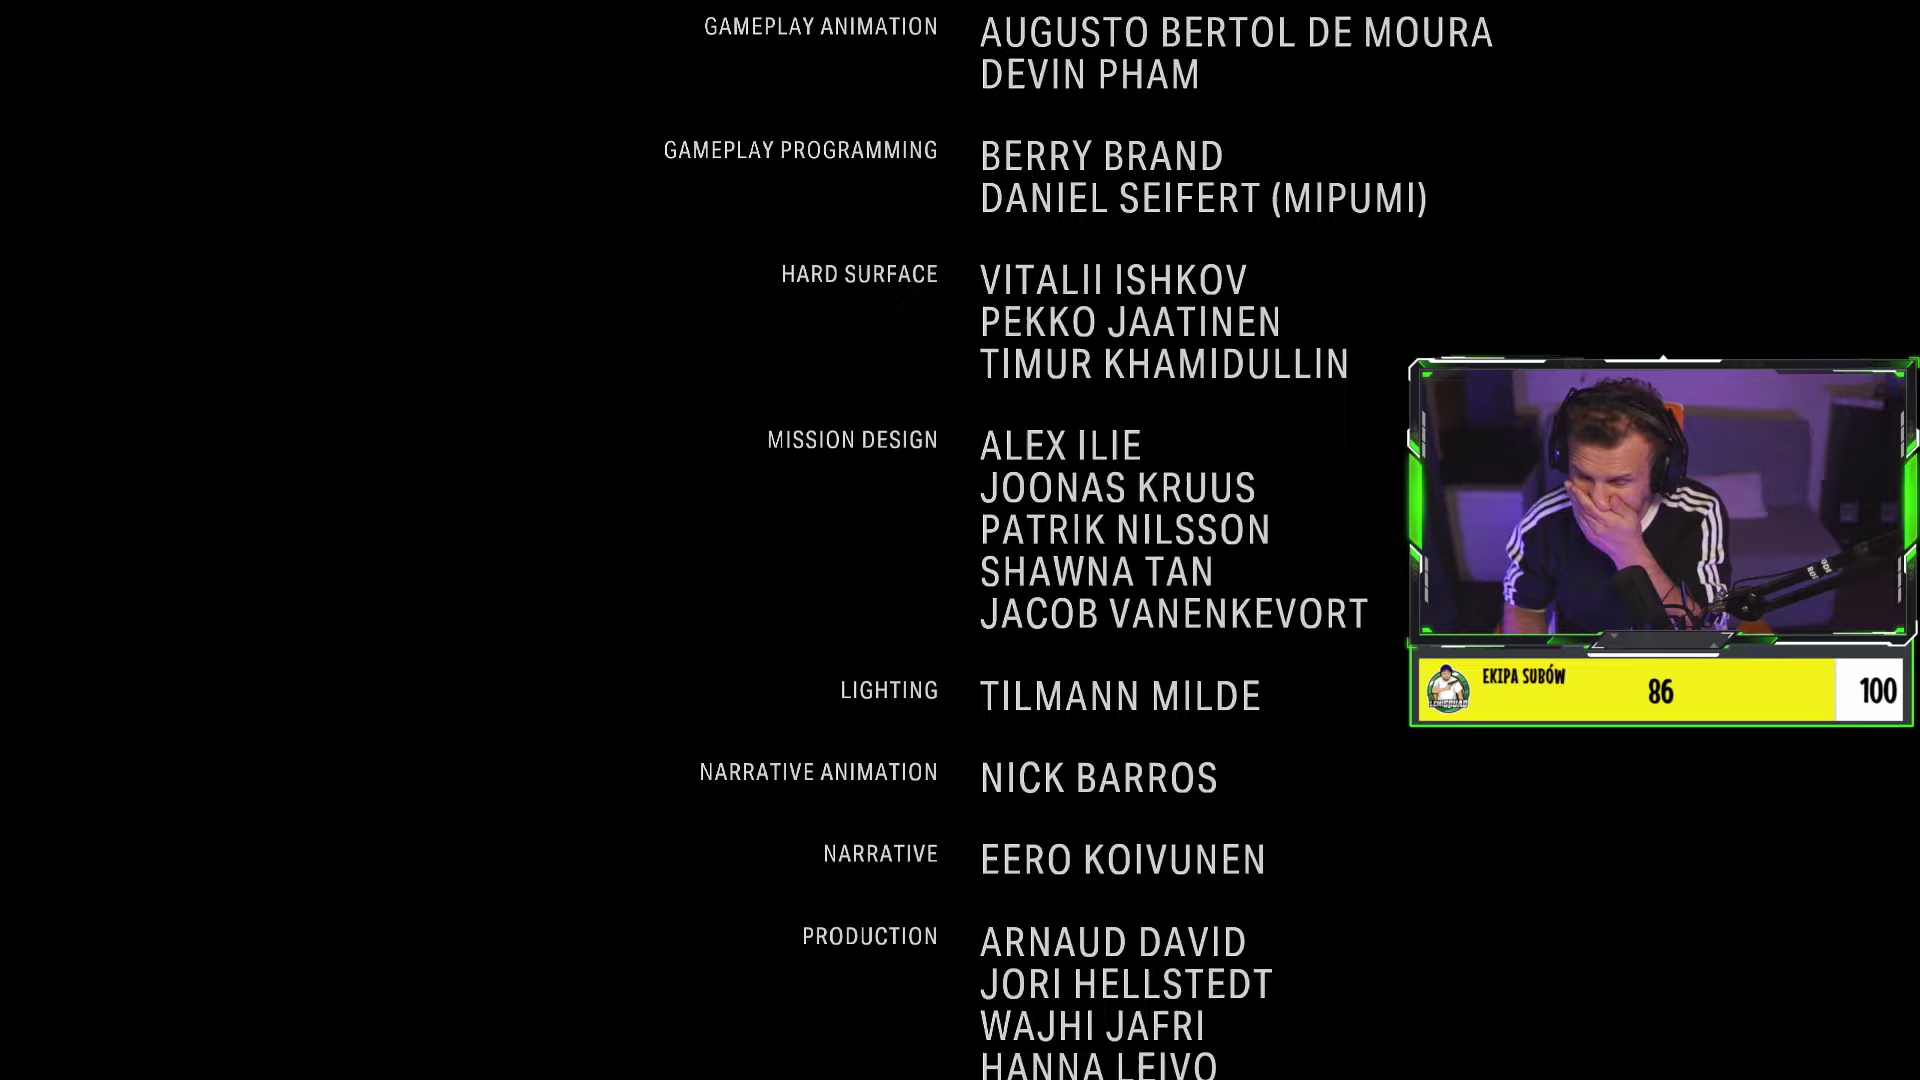 GAMEPLAY ANIMATION AUGUSTO BERTOL DE MOURA
DEVIN PHAM
GAMEPLAY PROGRAMMING BERRY BRAND
DANIEL SEIFERT (MIPUMI)
HARD SURFACE VITALII ISHKOV
PEKKO JAATINEN
TIMUR KHAMIDULLIN
MISSION DESIGN ALEX ILIE
JOONAS KRUUS
PATRIK NILSSON
SHAWNA TAN
JACOB VANENKEVORT
LIGHTING TILMANN MILDE
NARRATIVE ANIMATION NICK BARROS
NARRATIVE EERO KOIVUNEN
PRODUCTION ARNAUD DAVID
JORI HELLSTEDT
WAJHI JAFRI
HANNA LEIVO
RØDE
EKIPA SUBÓW
86
100